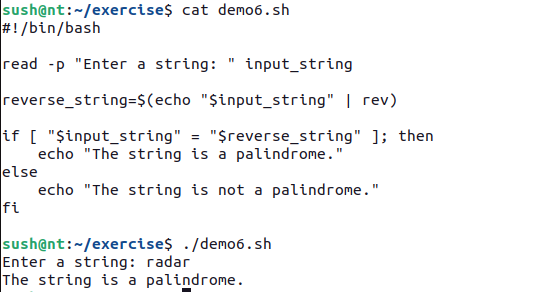 sush@nt:~/exercise$ cat demo6.sh
#!/bin/bash
read -p "Enter a string: " input_string
reverse_string=$(echo "$input_string" | rev)
if [ "$input_string" = "$reverse_string" ]; then
    echo "The string is a palindrome."
else
    echo "The string is not a palindrome."
fi
sush@nt:~/exercise$ ./demo6.sh
Enter a string: radar
The string is a palindrome.